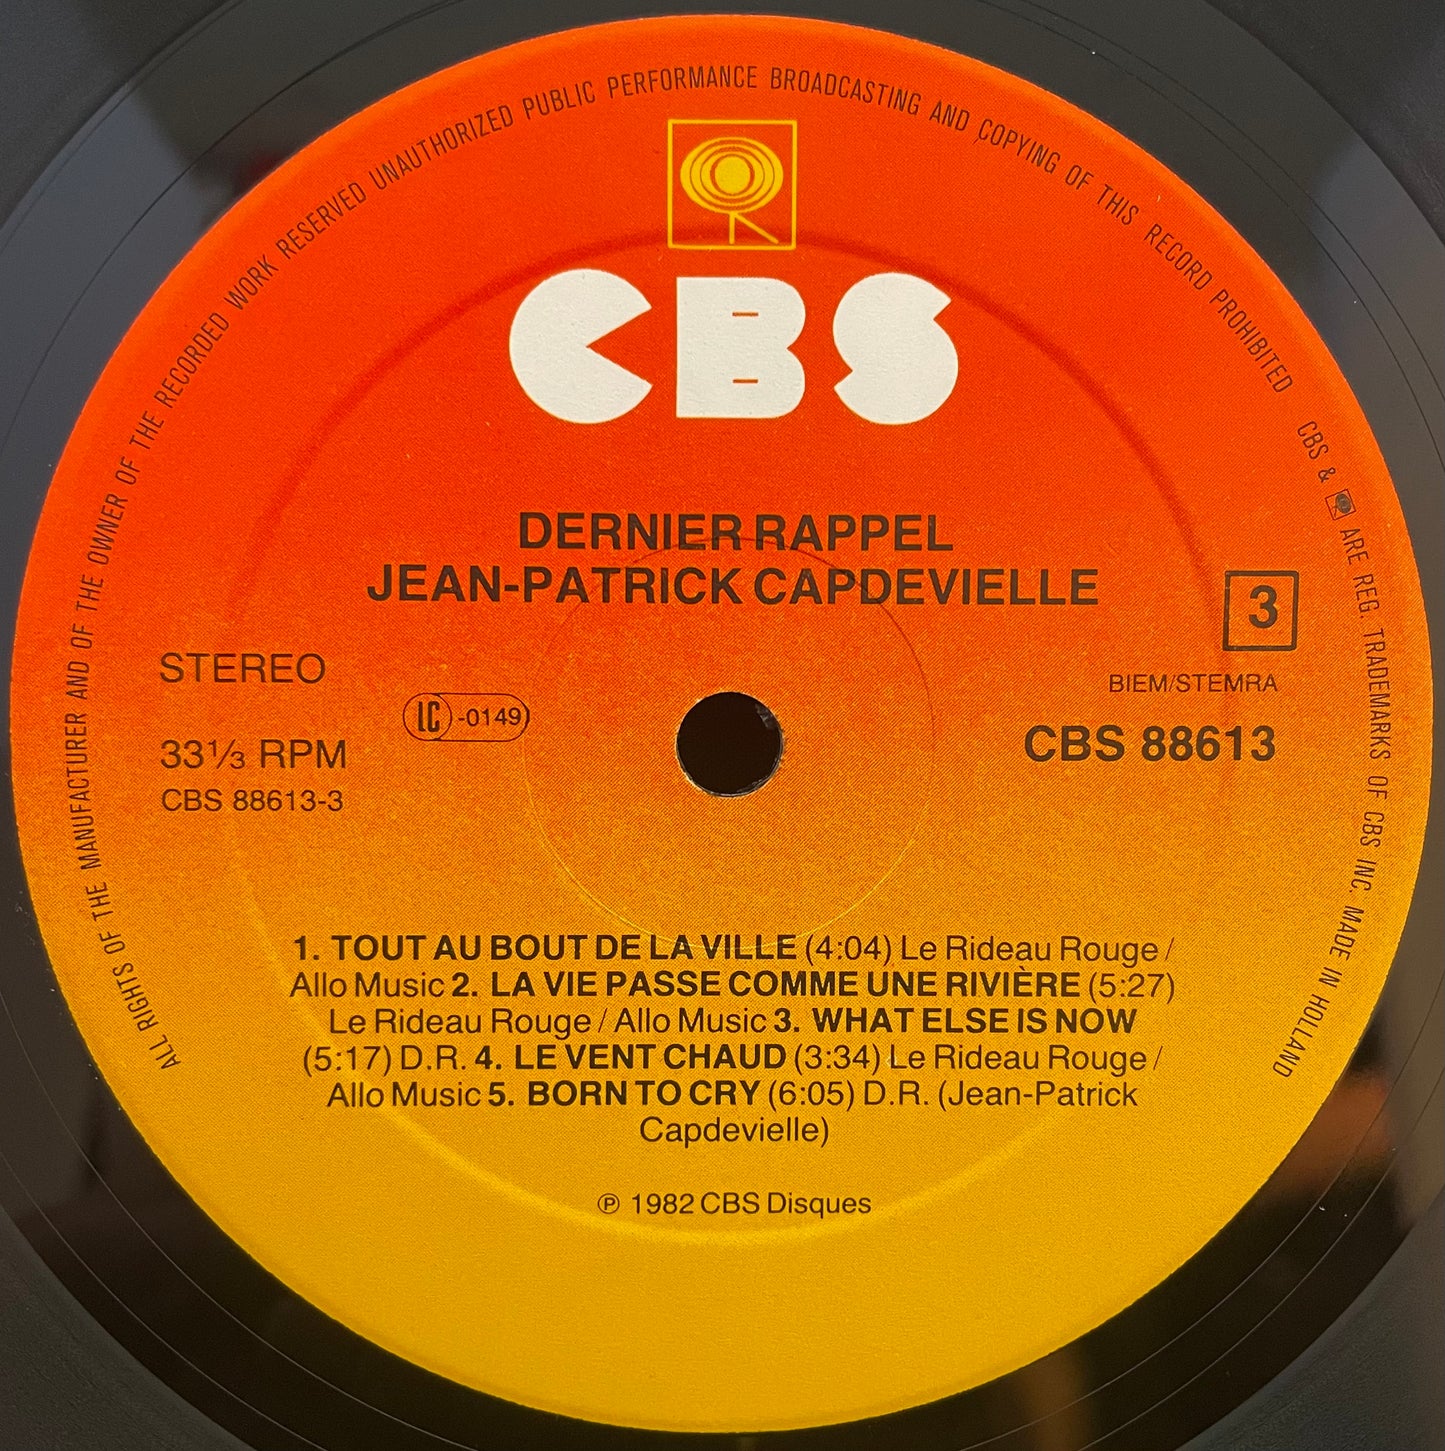 ALL RIGHTS OF THE MANUFACTURER AND OF THE OWNER OF THE RECORDED WORK RESERVED UNAUTHORIZED PUBLIC PERFORMANCE BROADCASTING AND COPYING OF THIS RECORD PROHIBITED CBS & ARE REG. TRADEMARKS OF CBS INC. MADE IN HOLLAND
CBS
DERNIER RAPPEL
JEAN-PATRICK CAPDEVIELLE
3
STEREO
BIEM/STEMRA
LC-0149
33⅓ RPM
CBS 88613
CBS 88613-3
1. TOUT AU BOUT DE LA VILLE (4:04) Le Rideau Rouge /
Allo Music 2. LA VIE PASSE COMME UNE RIVIÈRE (5:27)
Le Rideau Rouge / Allo Music 3. WHAT ELSE IS NOW
(5:17) D.R. 4. LE VENT CHAUD (3:34) Le Rideau Rouge /
Allo Music 5. BORN TO CRY (6:05) D.R. (Jean-Patrick
Capdevielle)
℗ 1982 CBS Disques